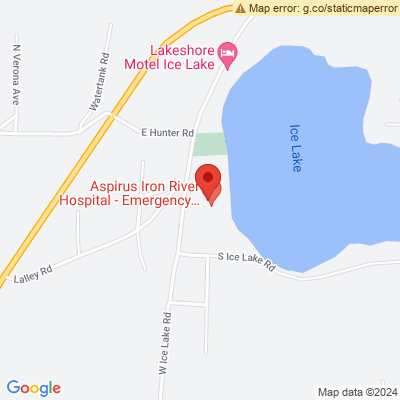 Map error: g.co/staticmaperror
Lakeshore
Motel Ice Lake
N Verona Ave
Watertank Rd
E Hunter Rd
Ice Lake
Aspirus Iron River
Hospital - Emergency...
S Ice Lake Rd
Lalley Rd
W Ice Lake Rd
Google
Map data ©2024